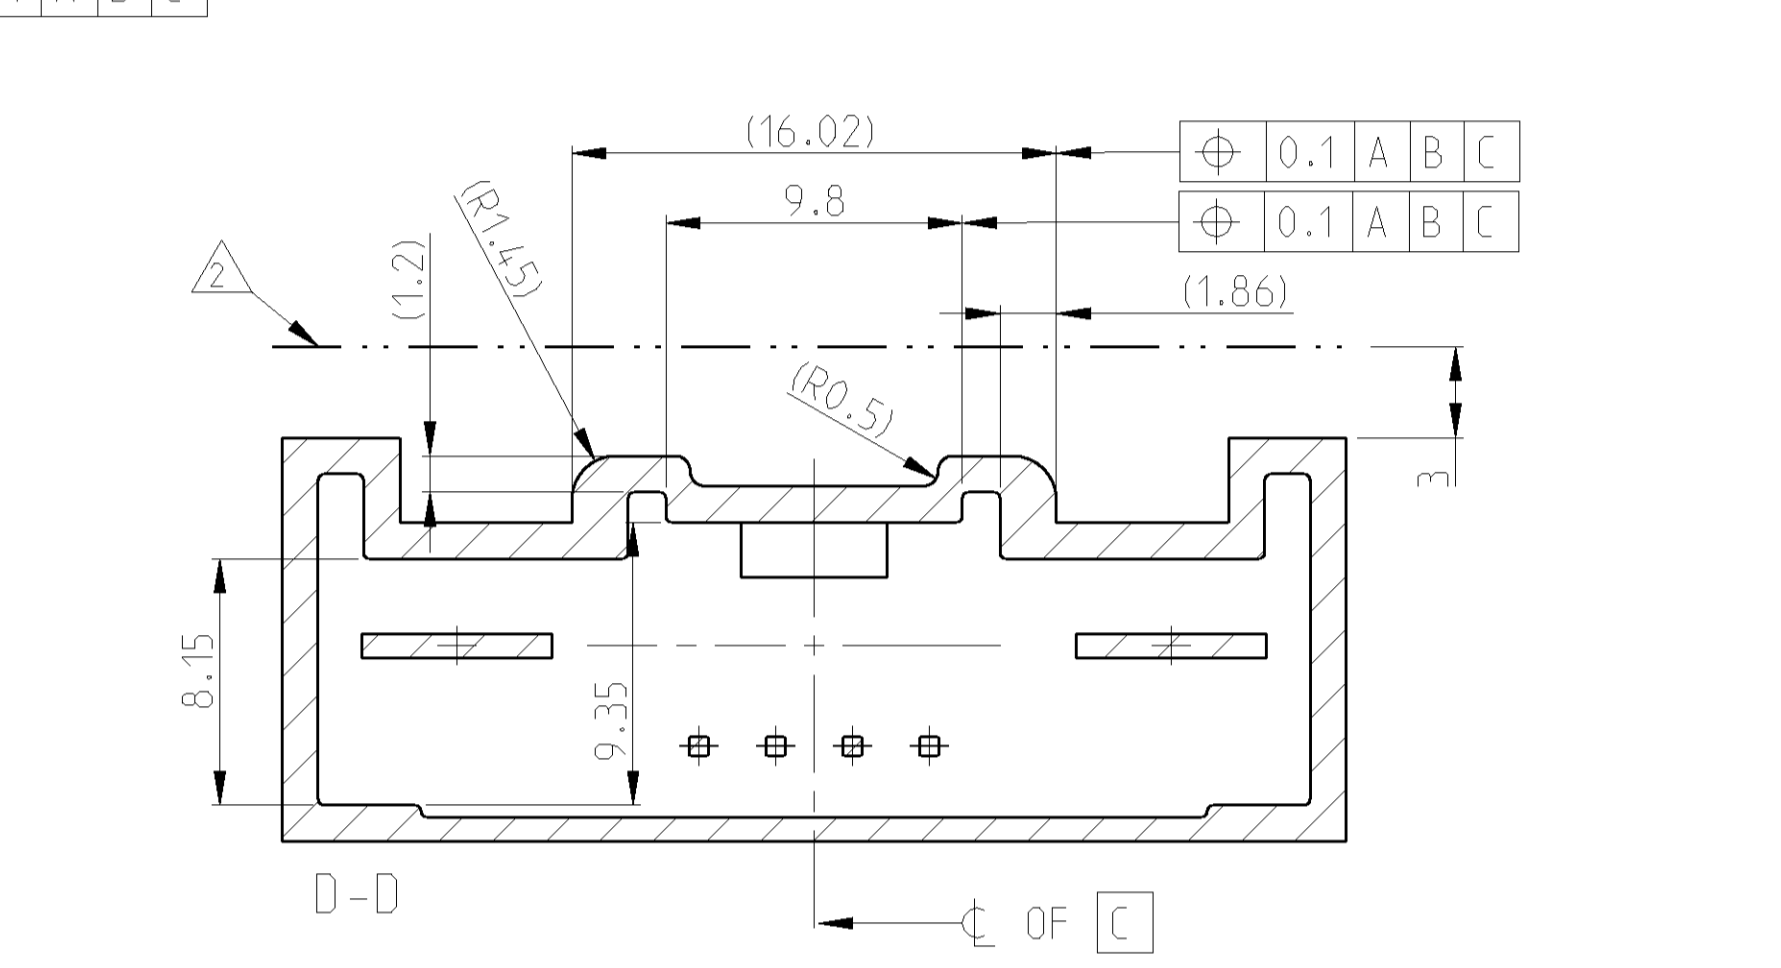 (16.02)
⌖ 0.1 A B C
9.8
⌖ 0.1 A B C
(R1.45)
(1.2)
2
(1.86)
(R0.5)
3
8.15
9.35
D-D
℄ OF C